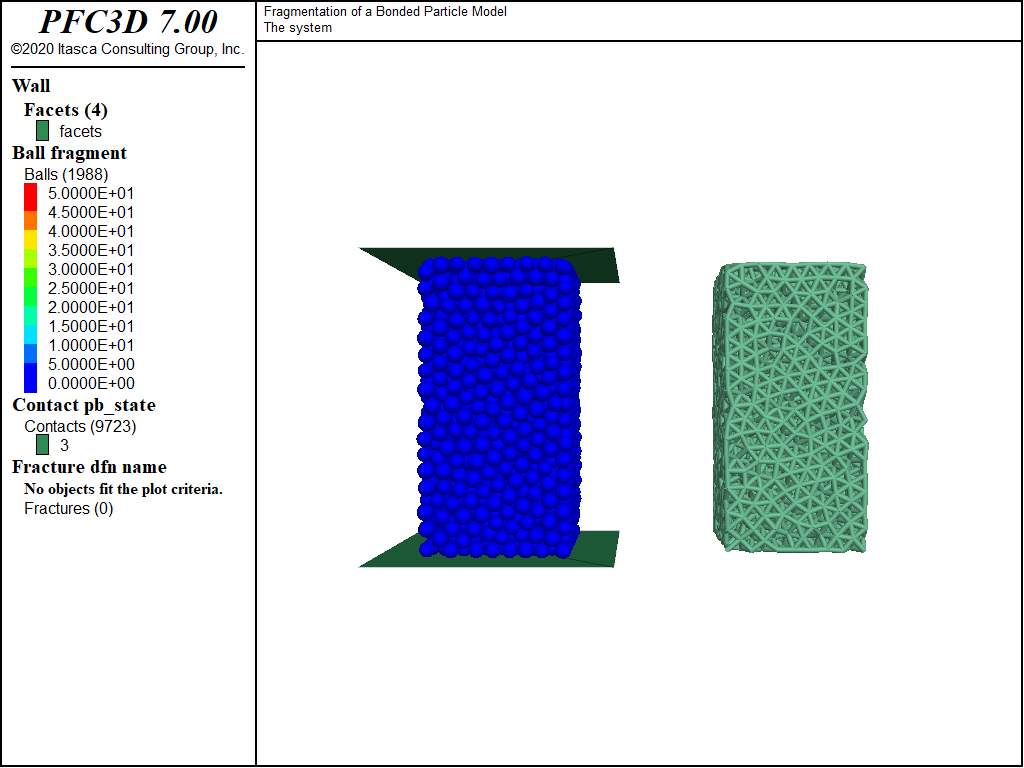 PFC3D 7.00
©2020 Itasca Consulting Group, Inc.
Wall
Facets (4)
facets
Ball fragment
Balls (1988)
5.0000E+01
4.5000E+01
4.0000E+01
3.5000E+01
3.0000E+01
2.5000E+01
2.0000E+01
1.5000E+01
1.0000E+01
5.0000E+00
0.0000E+00
Contact pb_state
Contacts (9723)
3
Fracture dfn name
No objects fit the plot criteria.
Fractures (0)
Fragmentation of a Bonded Particle Model
The system